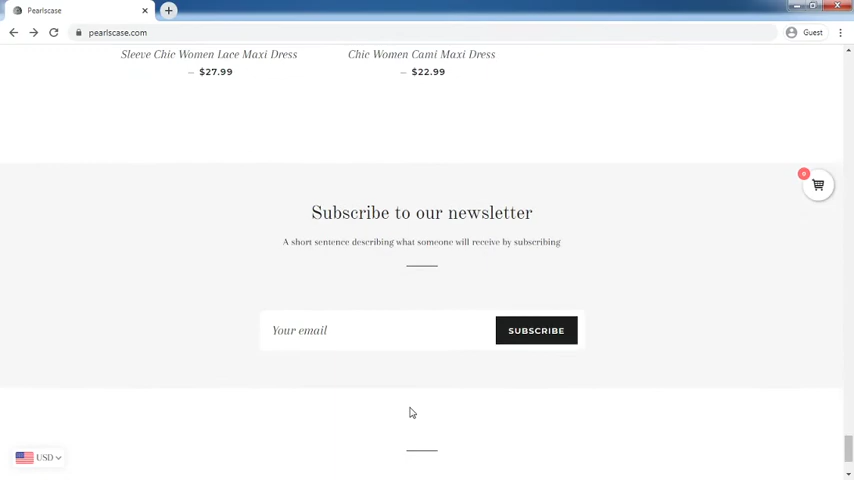 Pearlscase
pearlscase.com
Guest
Sleeve Chic Women Lace Maxi Dress
Chic Women Cami Maxi Dress
— $27.99
— $22.99
0
Subscribe to our newsletter
A short sentence describing what someone will receive by subscribing
Your email
SUBSCRIBE
USD